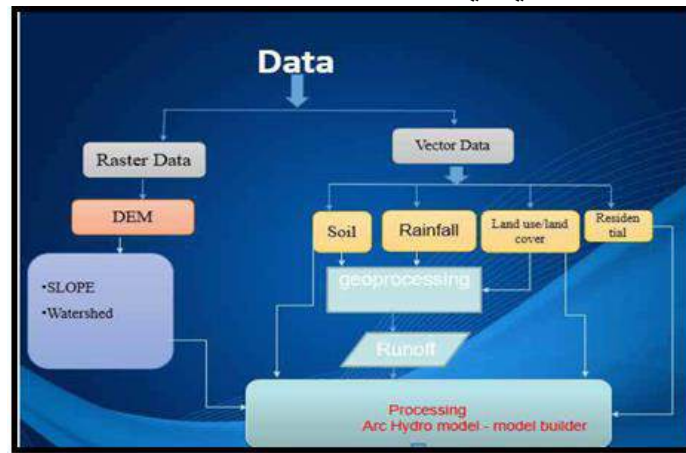 Data
Raster Data
Vector Data
DEM
Soil
Rainfall
Land use/land
cover
Residen
tial
•SLOPE
•Watershed
geoprocessing
Runoff
Processing
Arc Hydro model - model builder